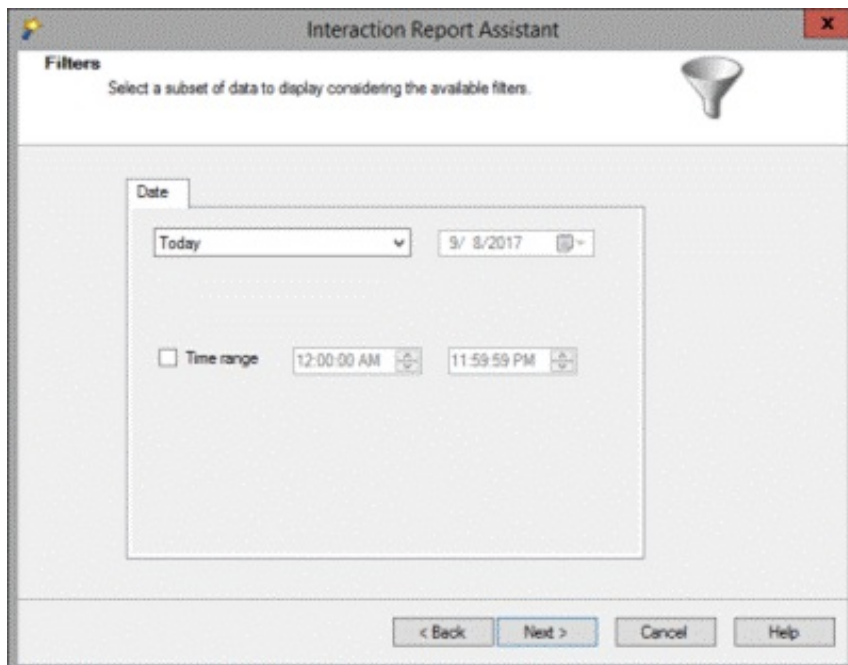 Interaction Report Assistant
x
Filters
Select a subset of data to display considering the available filters.
Date
Today 9/ 8/2017
Time range 12:00:00 AM 11:59:59 PM
< Back Next > Cancel Help